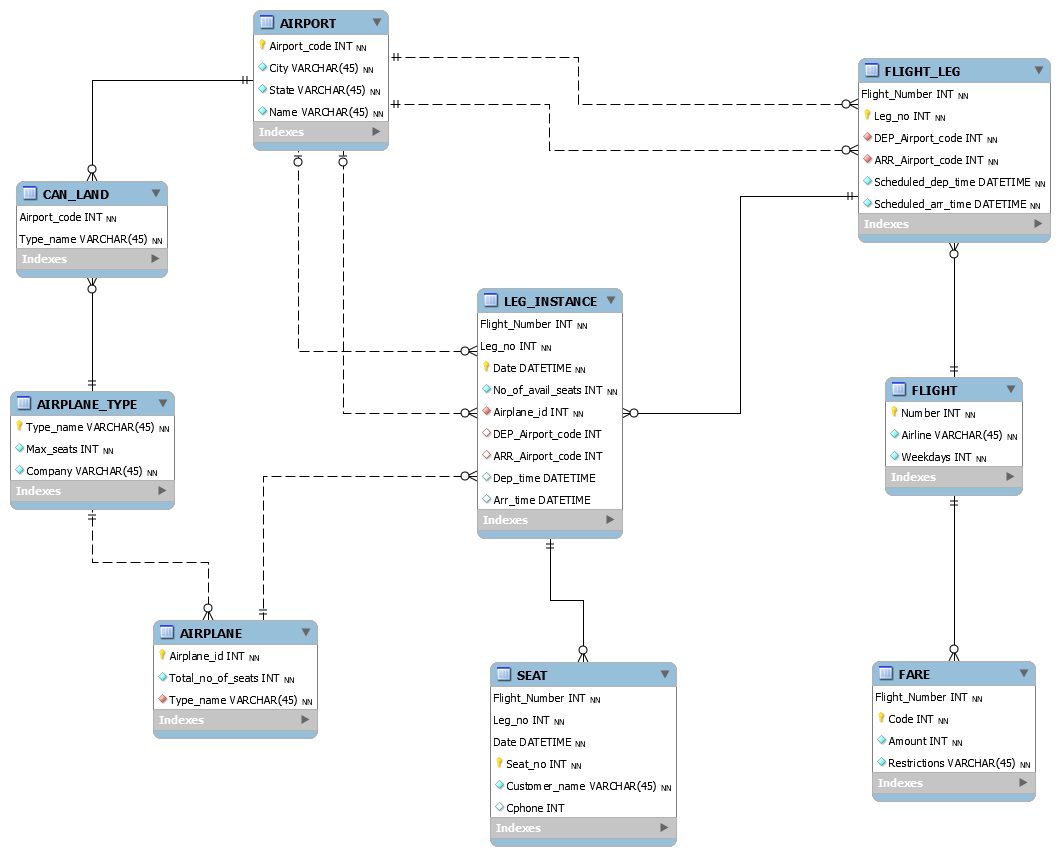 AIRPORT
Airport_code INT NN
City VARCHAR(45) NN
State VARCHAR(45) NN
Name VARCHAR(45) NN
Indexes
FLIGHT_LEG
Flight_Number INT NN
Leg_no INT NN
DEP_Airport_code INT NN
ARR_Airport_code INT NN
Scheduled_dep_time DATETIME NN
Scheduled_arr_time DATETIME NN
Indexes
CAN_LAND
Airport_code INT NN
Type_name VARCHAR(45) NN
Indexes
LEG_INSTANCE
Flight_Number INT NN
Leg_no INT NN
Date DATETIME NN
No_of_avail_seats INT NN
Airplane_id INT NN
DEP_Airport_code INT
ARR_Airport_code INT
Dep_time DATETIME
Arr_time DATETIME
Indexes
FLIGHT
Number INT NN
Airline VARCHAR(45) NN
Weekdays INT NN
Indexes
AIRPLANE_TYPE
Type_name VARCHAR(45) NN
Max_seats INT NN
Company VARCHAR(45) NN
Indexes
AIRPLANE
Airplane_id INT NN
Total_no_of_seats INT NN
Type_name VARCHAR(45) NN
Indexes
SEAT
Flight_Number INT NN
Leg_no INT NN
Date DATETIME NN
Seat_no INT NN
Customer_name VARCHAR(45) NN
Cphone INT
Indexes
FARE
Flight_Number INT NN
Code INT NN
Amount INT NN
Restrictions VARCHAR(45) NN
Indexes